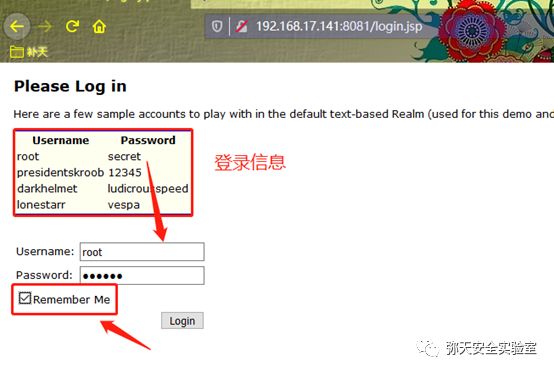 192.168.17.141:8081/login.jsp
补天
Please Log in
Here are a few sample accounts to play with in the default text-based Realm (used for this demo and
Username Password
root secret
presidentskroob 12345
darkhelmet ludicrousspeed
lonestarr vespa
登录信息
Username: root
Password: ●●●●●●
Remember Me
Login
弥天安全实验室